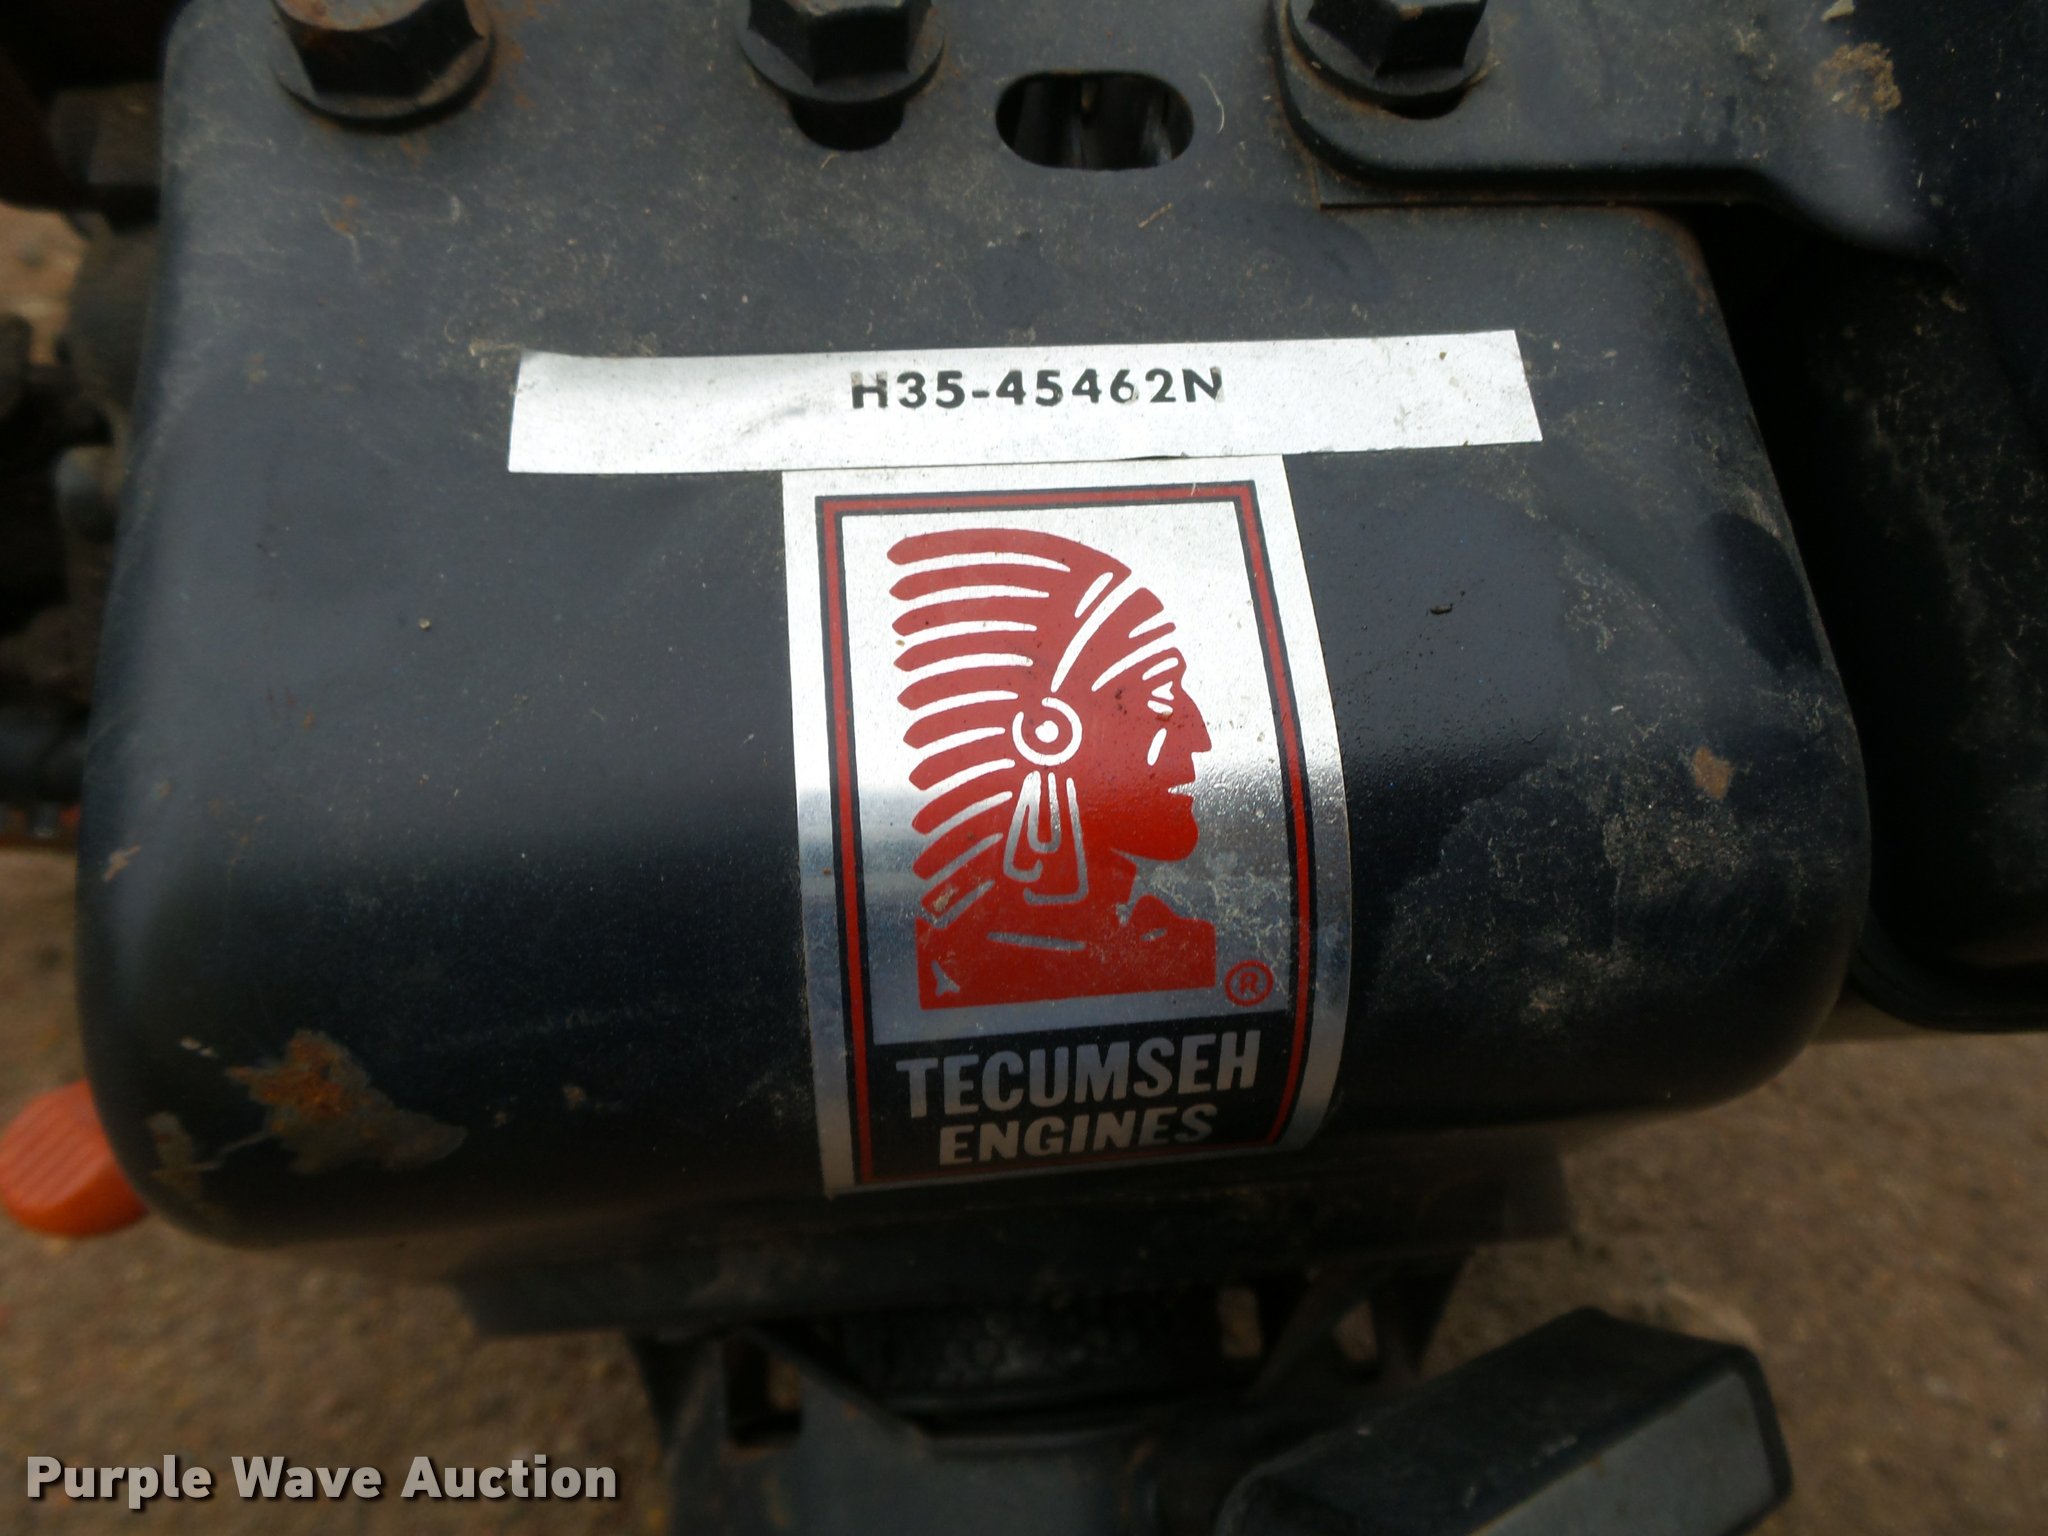 H35-45462N
®
TECUMSEH
ENGINES
Purple Wave Auction